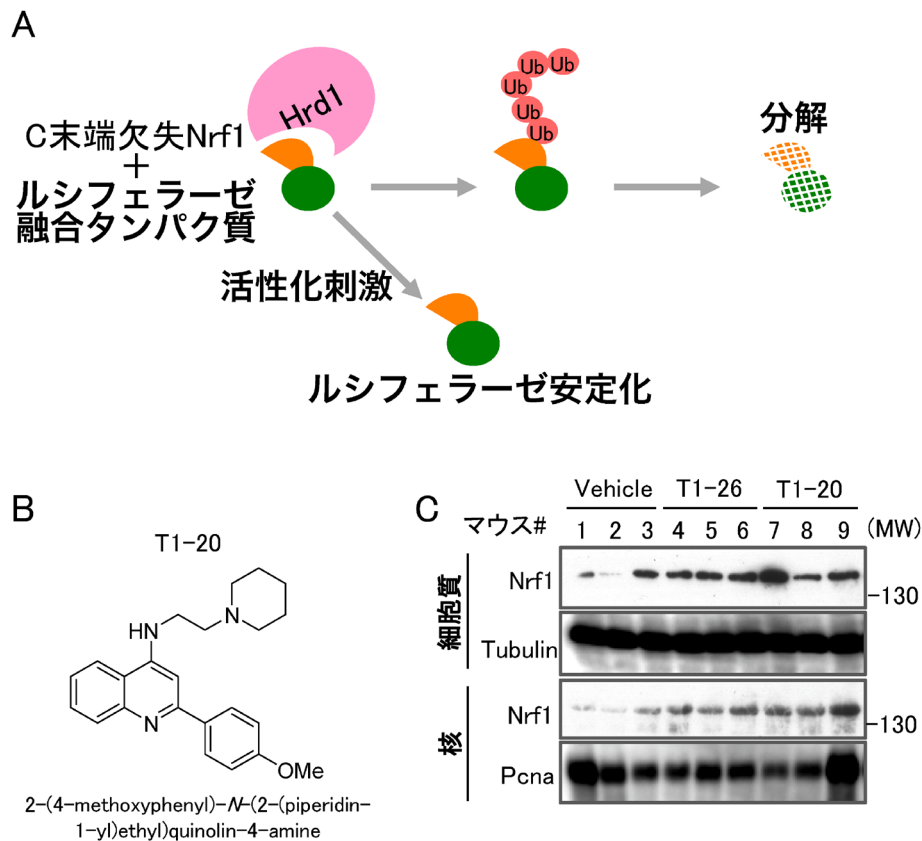 A
Hrd1
C末端欠失Nrf1
+
ルシフェラーゼ
融合タンパク質
Ub
Ub
Ub
Ub
Ub
分解
活性化刺激
ルシフェラーゼ安定化
B
T1-20
HN
N
N
OMe
2-(4-methoxyphenyl)-N-(2-(piperidin-
1-yl)ethyl)quinolin-4-amine
C
Vehicle T1-26 T1-20
マウス# 1 2 3 4 5 6 7 8 9 (MW)
細胞質
Nrf1 -130
Tubulin
核
Nrf1 -130
Pcna